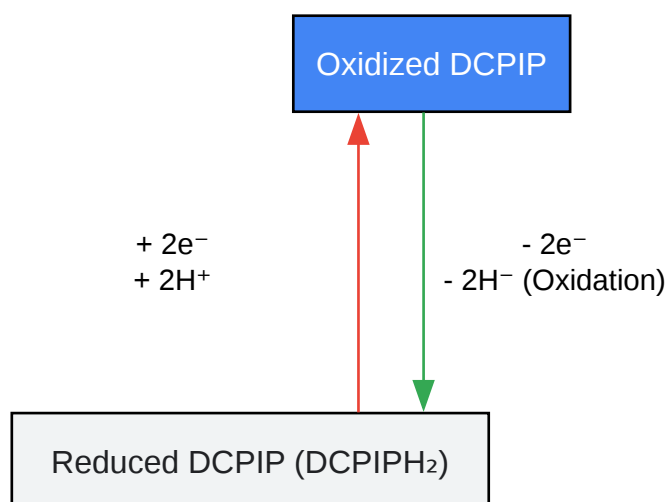 Oxidized DCPIP
+ 2e⁻
+ 2H⁺
- 2e⁻
- 2H⁻ (Oxidation)
Reduced DCPIP (DCPIPH₂)